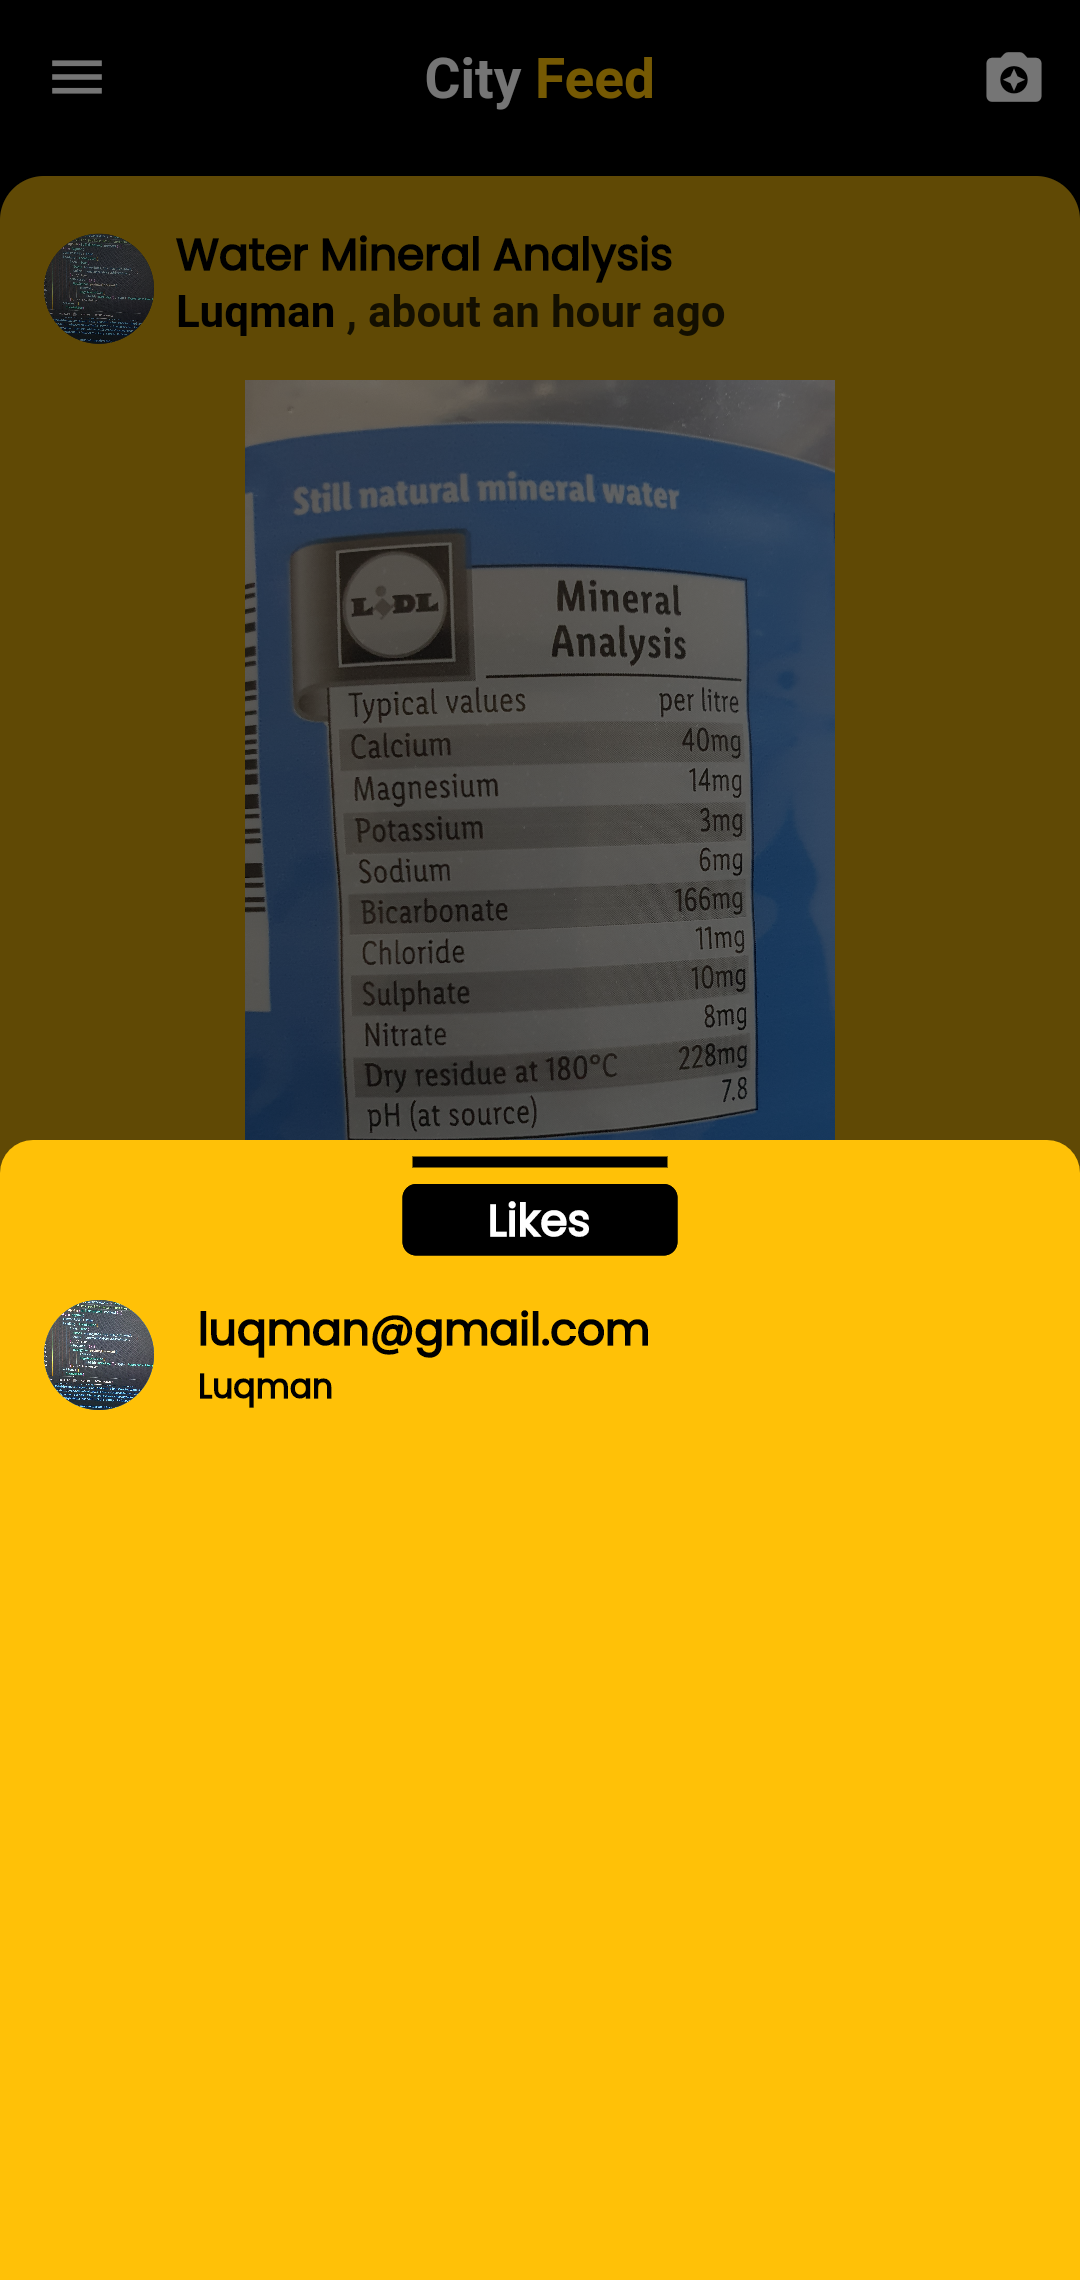 City Feed
Water Mineral Analysis
Luqman , about an hour ago
Still natural mineral water
LIDL
Mineral
Analysis
Typical values per litre
Calcium 40mg
Magnesium 14mg
Potassium 3mg
Sodium 6mg
Bicarbonate 166mg
Chloride 11mg
Sulphate 10mg
Nitrate 8mg
Dry residue at 180°C 228mg
pH (at source) 7.8
Likes
luqman@gmail.com
Luqman